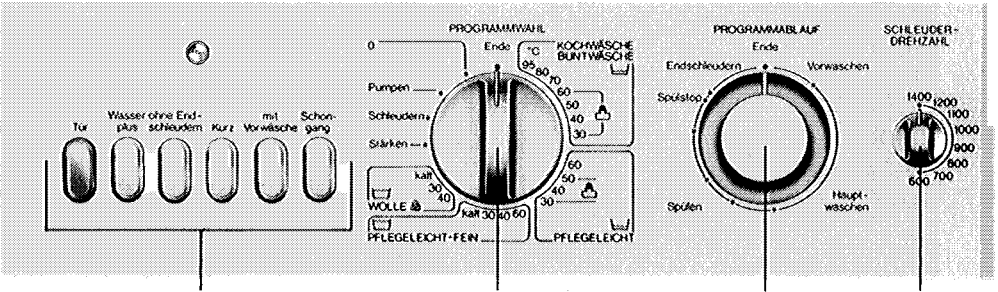 Tür
Wasser plus
ohne End-schleudern
Kurz
mit Vorwäsche
Schon-gang
PROGRAMMWAHL
0
Ende
°C
KOCHWÄSCHE
BUNTWÄSCHE
95
80
70
60
50
40
30
60
50
40
30
PFLEGELEICHT
Pumpen
Schleudern
Stärken
kalt
30
40
WOLLE
kalt 30 40 60
PFLEGELEICHT+FEIN
PROGRAMMABLAUF
Ende
Endschleudern
Vorwaschen
Spülstop
Spülen
Haupt-
waschen
SCHLEUDER-
DREHZAHL
1400
1200
1100
1000
900
800
700
600